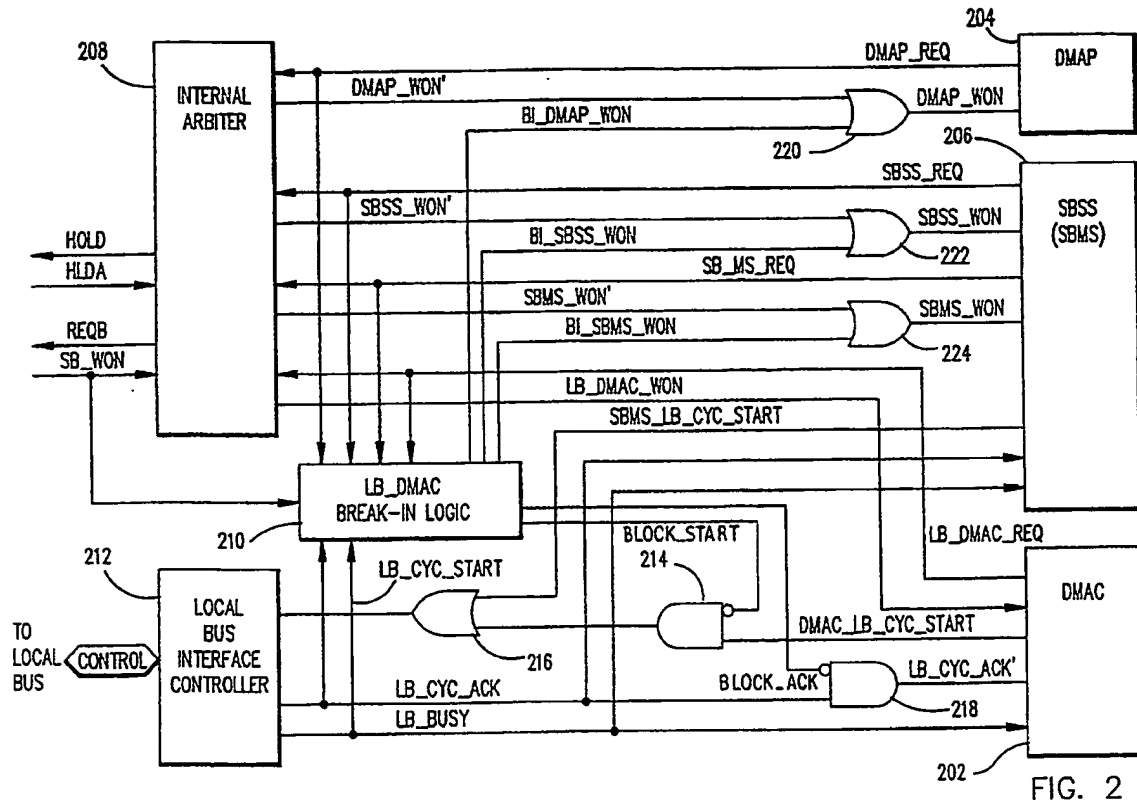 208
INTERNAL
ARBITER
DMAP_REQ
204
DMAP
DMAP_WON'
BI_DMAP_WON
DMAP_WON
220
206
SBSS_REQ
SBSS
(SBMS)
SBSS_WON'
SBSS_WON
BI_SBSS_WON
222
HOLD
HLDA
SB_MS_REQ
SBMS_WON'
SBMS_WON
BI_SBMS_WON
224
REQB
SB_WON
LB_DMAC_WON
SBMS_LB_CYC_START
LB_DMAC
BREAK-IN LOGIC
210
BLOCK_START
LB_DMAC_REQ
212
LB_CYC_START
214
DMAC
LOCAL
BUS
INTERFACE
CONTROLLER
TO
LOCAL
BUS
CONTROL
216
DMAC_LB_CYC_START
LB_CYC_ACK
BLOCK_ACK
LB_CYC_ACK'
218
LB_BUSY
202
FIG. 2